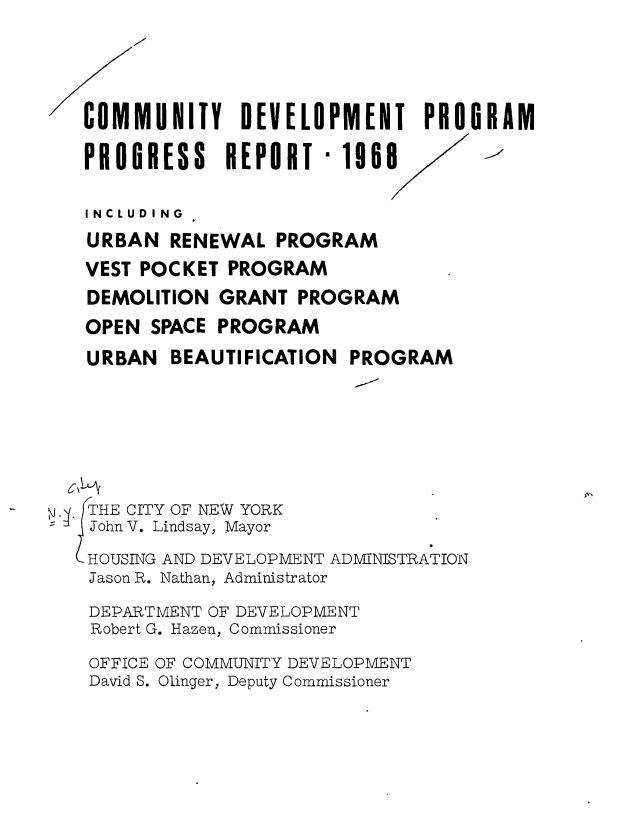 COMMUNITY DEVELOPMENT PROGRAM
PROGRESS REPORT · 1968
INCLUDING
URBAN RENEWAL PROGRAM
VEST POCKET PROGRAM
DEMOLITION GRANT PROGRAM
OPEN SPACE PROGRAM
URBAN BEAUTIFICATION PROGRAM
city
N.Y.
THE CITY OF NEW YORK
John V. Lindsay, Mayor
HOUSING AND DEVELOPMENT ADMINISTRATION
Jason R. Nathan, Administrator
DEPARTMENT OF DEVELOPMENT
Robert G. Hazen, Commissioner
OFFICE OF COMMUNITY DEVELOPMENT
David S. Olinger, Deputy Commissioner